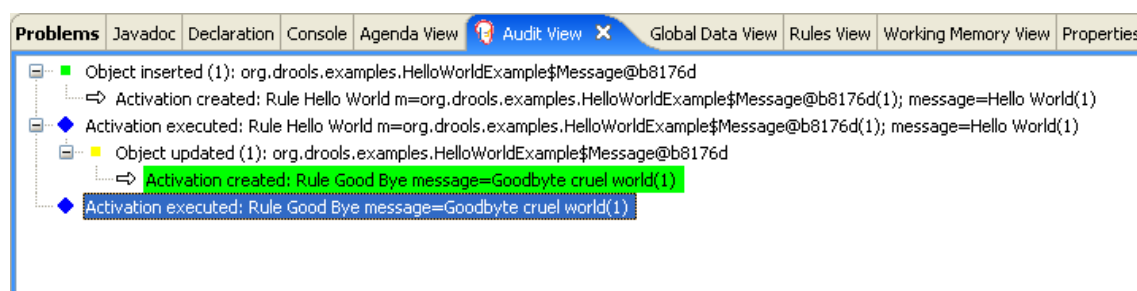 Problems Javadoc Declaration Console Agenda View Audit View Global Data View Rules View Working Memory View Properties
Object inserted (1): org.drools.examples.HelloWorldExample$Message@b8176d
Activation created: Rule Hello World m=org.drools.examples.HelloWorldExample$Message@b8176d(1); message=Hello World(1)
Activation executed: Rule Hello World m=org.drools.examples.HelloWorldExample$Message@b8176d(1); message=Hello World(1)
Object updated (1): org.drools.examples.HelloWorldExample$Message@b8176d
Activation created: Rule Good Bye message=Goodbyte cruel world(1)
Activation executed: Rule Good Bye message=Goodbyte cruel world(1)